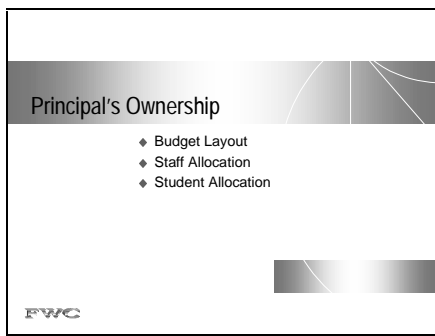 Principal's Ownership
◆ Budget Layout
◆ Staff Allocation
◆ Student Allocation
FWC